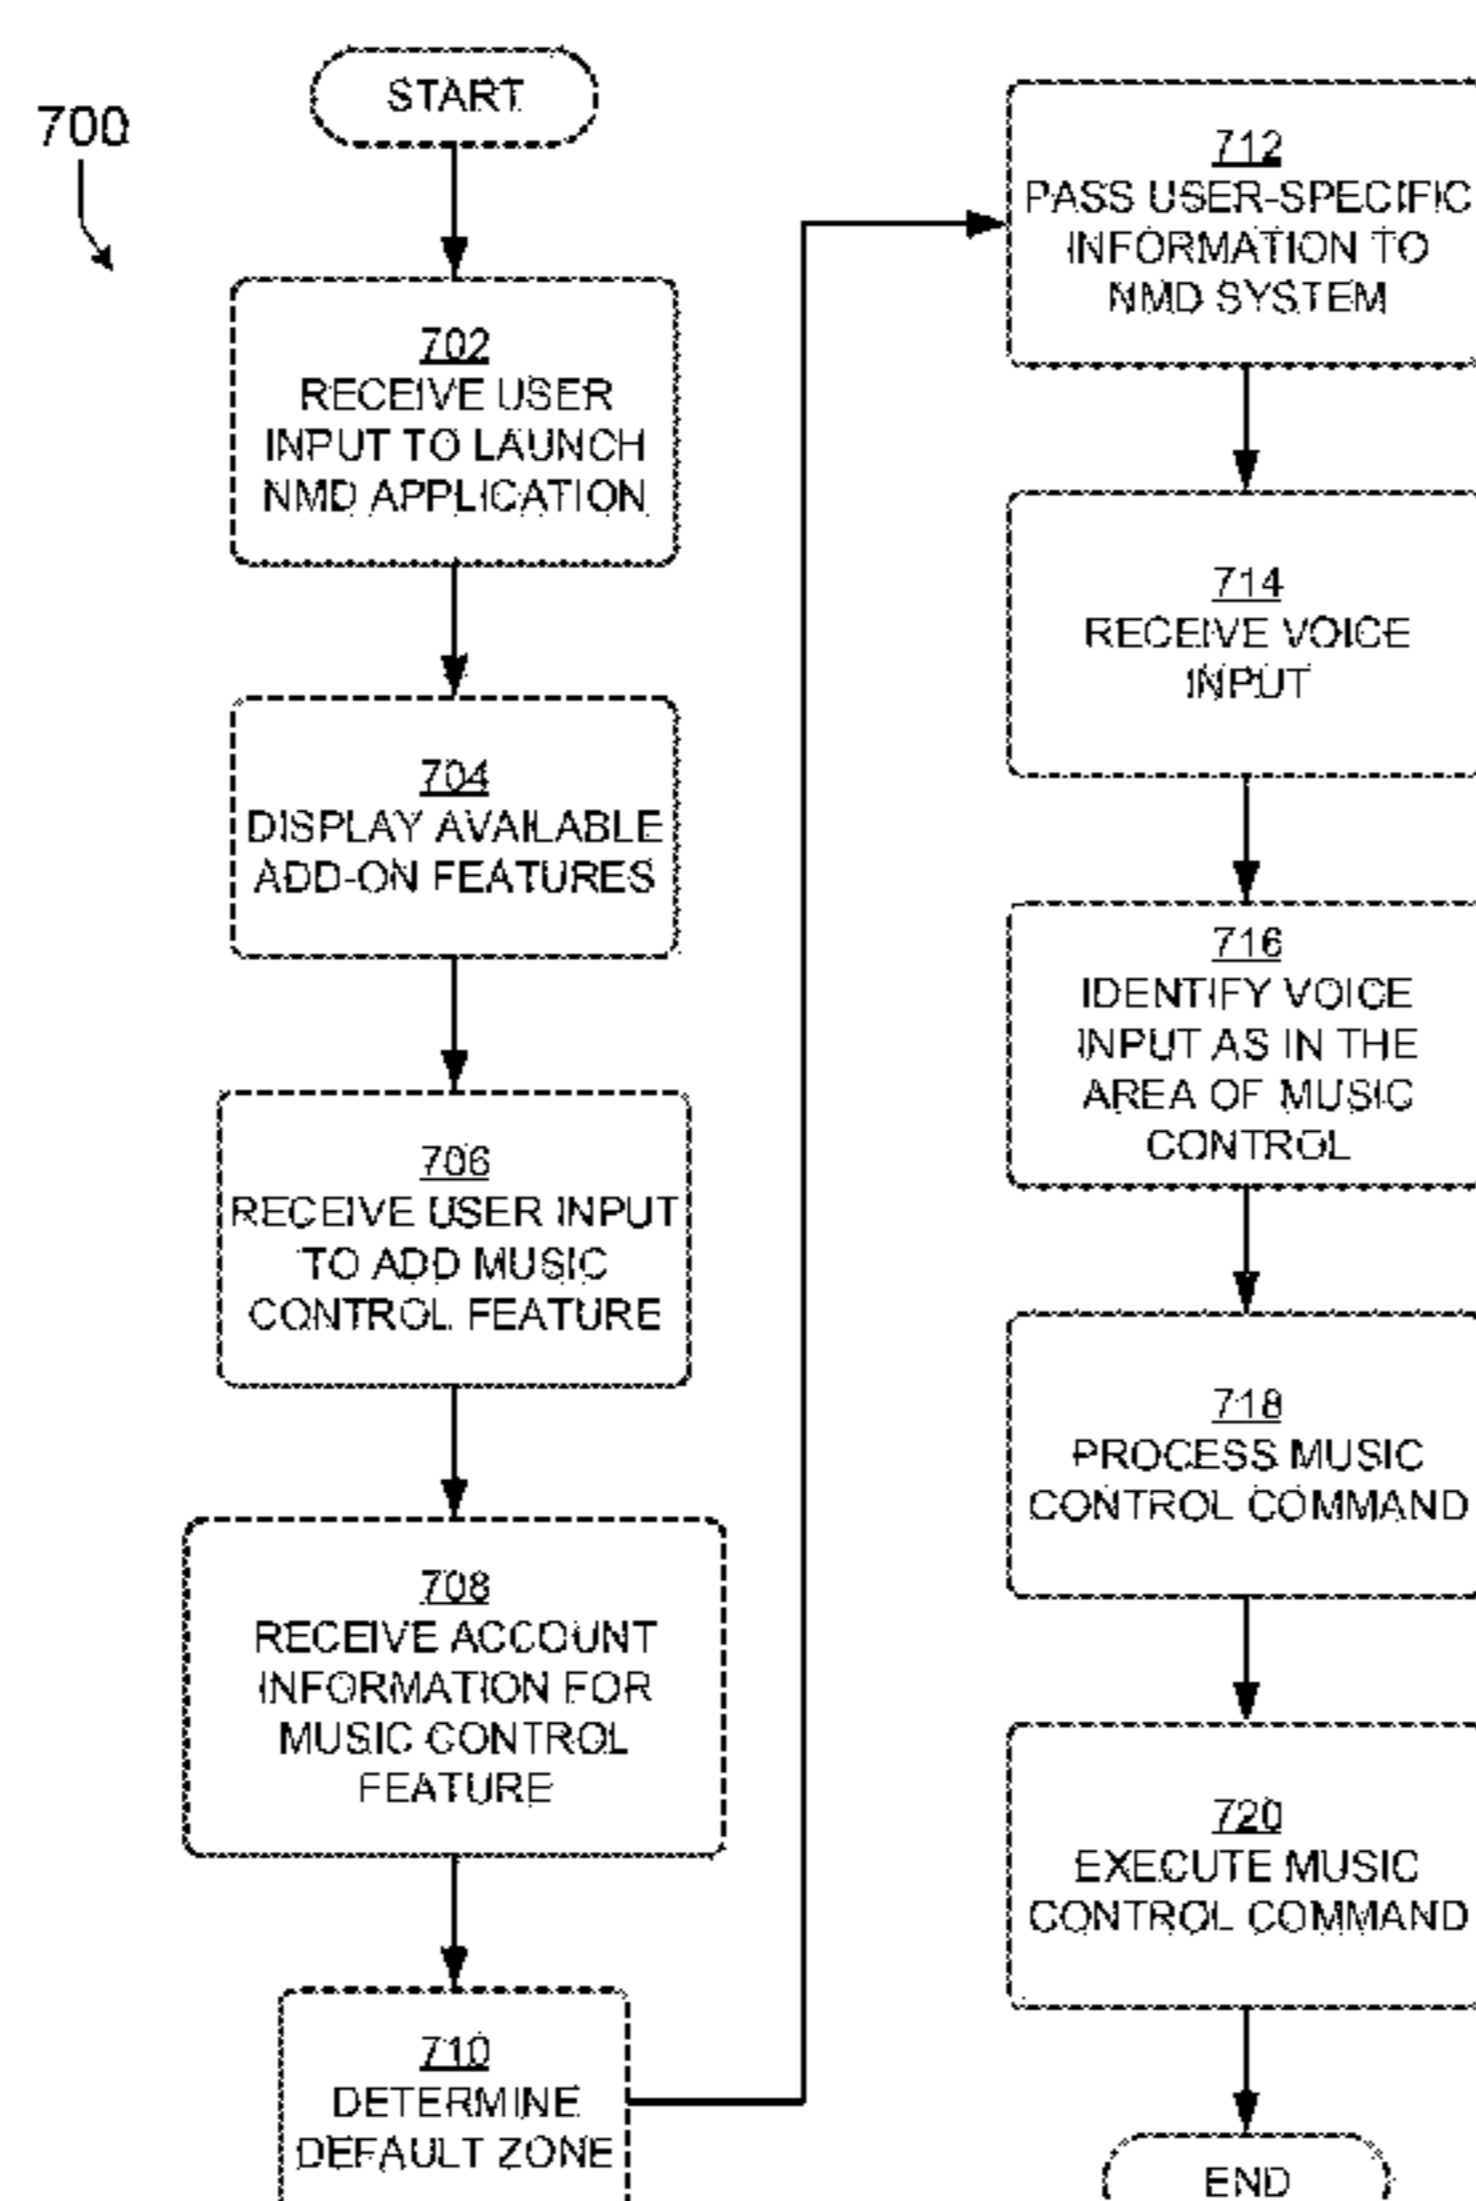 700
START
702
RECEIVE USER
INPUT TO LAUNCH
NMD APPLICATION
704
DISPLAY AVAILABLE
ADD-ON FEATURES
706
RECEIVE USER INPUT
TO ADD MUSIC
CONTROL FEATURE
708
RECEIVE ACCOUNT
INFORMATION FOR
MUSIC CONTROL
FEATURE
710
DETERMINE
DEFAULT ZONE
712
PASS USER-SPECIFIC
INFORMATION TO
NMD SYSTEM
714
RECEIVE VOICE
INPUT
716
IDENTIFY VOICE
INPUT AS IN THE
AREA OF MUSIC
CONTROL
718
PROCESS MUSIC
CONTROL COMMAND
720
EXECUTE MUSIC
CONTROL COMMAND
END